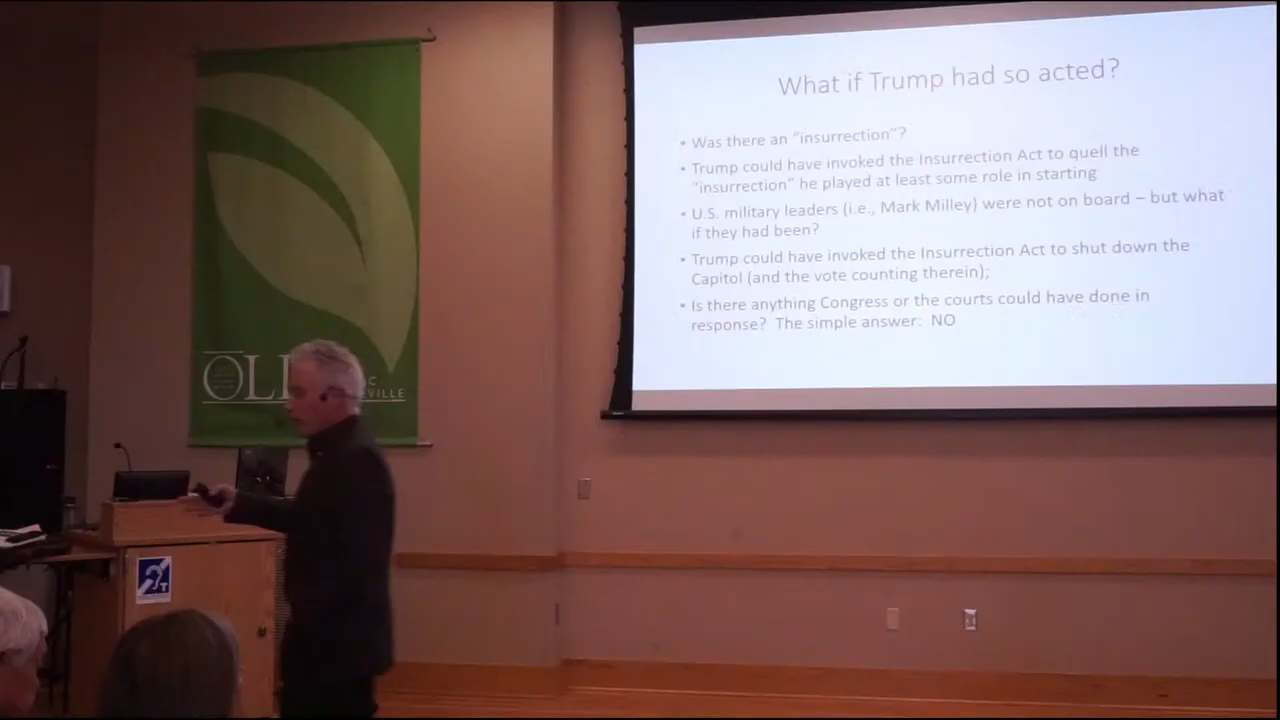 What if Trump had so acted?
• Was there an “insurrection”?
• Trump could have invoked the Insurrection Act to quell the
“insurrection” he played at least some role in starting
• U.S. military leaders (i.e., Mark Milley) were not on board – but what
if they had been?
• Trump could have invoked the Insurrection Act to shut down the
Capitol (and the vote counting therein);
• Is there anything Congress or the courts could have done in
response? The simple answer: NO
OLL
T